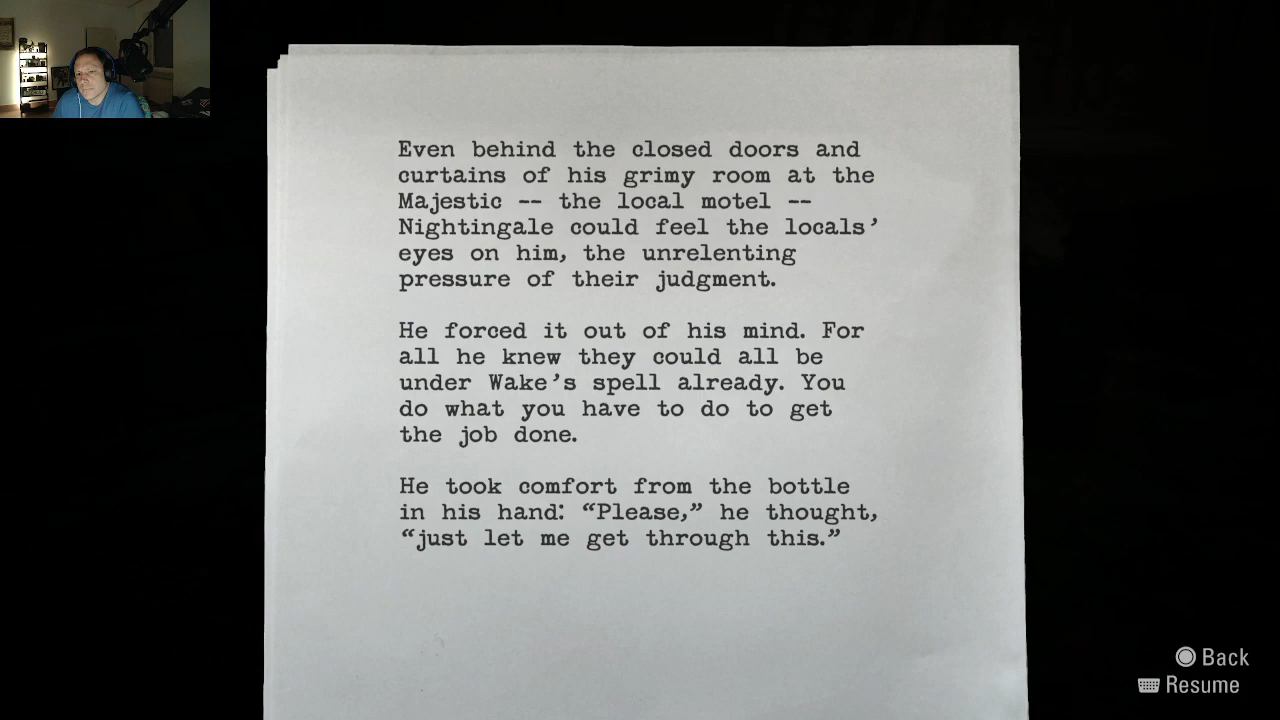 Even behind the closed doors and
curtains of his grimy room at the
Majestic -- the local motel --
Nightingale could feel the locals’
eyes on him, the unrelenting
pressure of their judgment.
He forced it out of his mind. For
all he knew they could all be
under Wake’s spell already. You
do what you have to do to get
the job done.
He took comfort from the bottle
in his hand: “Please,” he thought,
“just let me get through this.”
Back
Resume